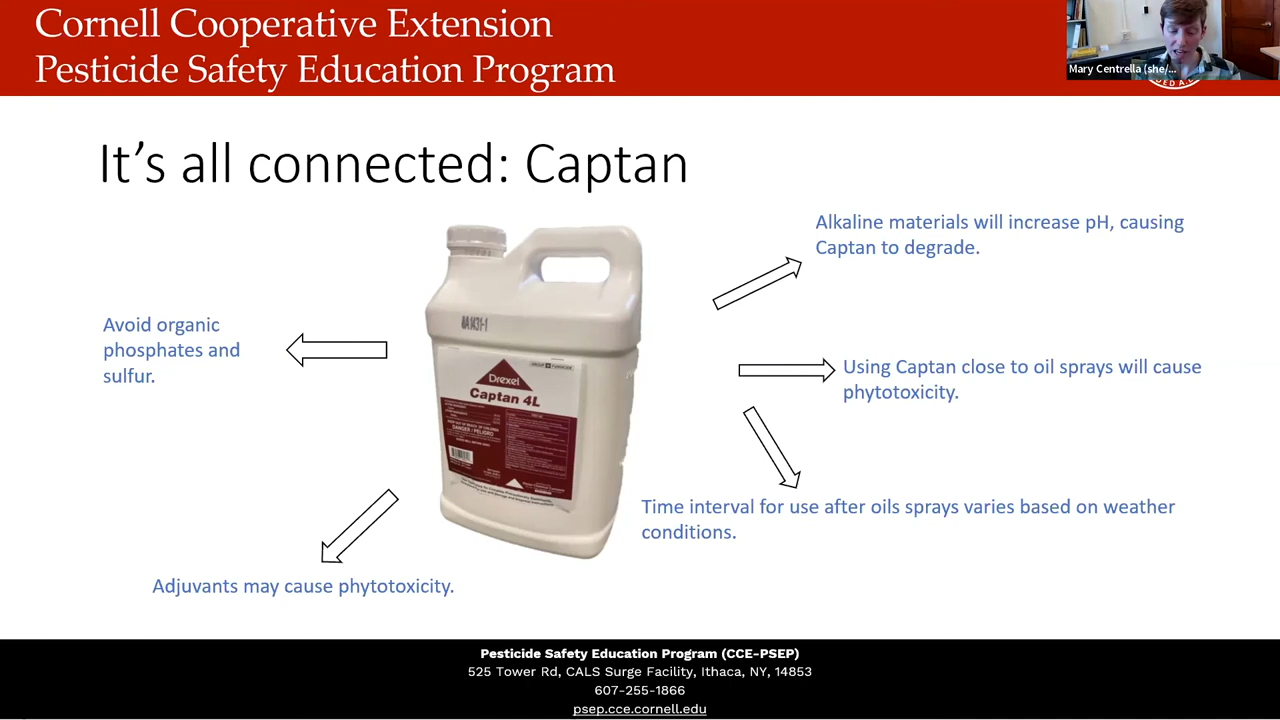 Cornell Cooperative Extension
Pesticide Safety Education Program
Mary Centrella (she/...
It's all connected: Captan
Alkaline materials will increase pH, causing
Captan to degrade.
Avoid organic
phosphates and
sulfur.
Using Captan close to oil sprays will cause
phytotoxicity.
Drexel
Captan 4L
DANGER / PELIGRO
Time interval for use after oils sprays varies based on weather
conditions.
Adjuvants may cause phytotoxicity.
Pesticide Safety Education Program (CCE-PSEP)
525 Tower Rd, CALS Surge Facility, Ithaca, NY, 14853
607-255-1866
psep.cce.cornell.edu